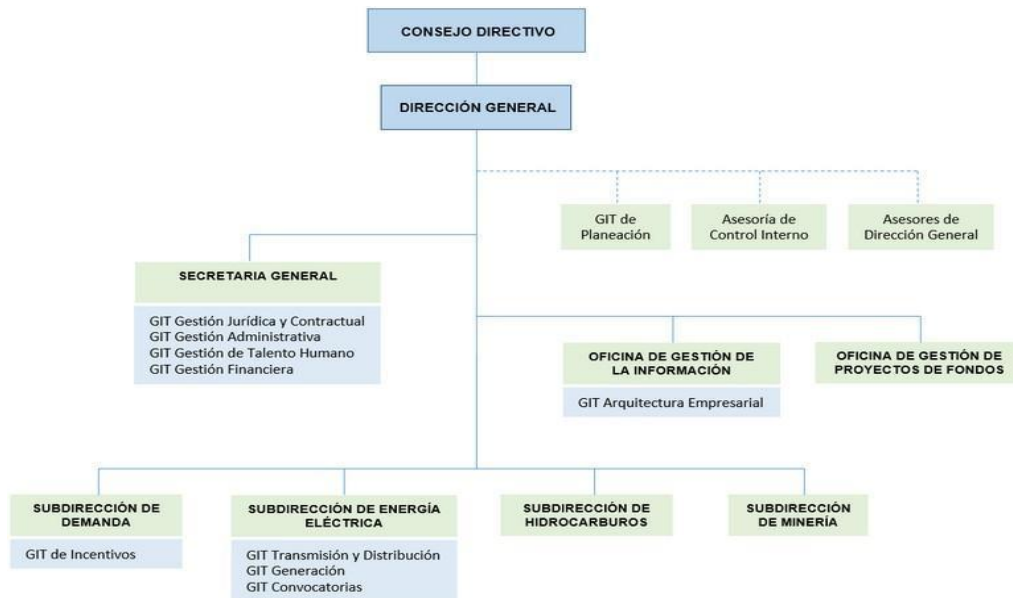 CONSEJO DIRECTIVO
DIRECCIÓN GENERAL
GIT de
Planeación
Asesoría de
Control Interno
Asesores de
Dirección General
SECRETARIA GENERAL
GIT Gestión Jurídica y Contractual
GIT Gestión Administrativa
GIT Gestión de Talento Humano
GIT Gestión Financiera
OFICINA DE GESTIÓN DE
LA INFORMACIÓN
GIT Arquitectura Empresarial
OFICINA DE GESTIÓN DE
PROYECTOS DE FONDOS
SUBDIRECCIÓN DE
DEMANDA
GIT de Incentivos
SUBDIRECCIÓN DE ENERGÍA
ELÉCTRICA
GIT Transmisión y Distribución
GIT Generación
GIT Convocatorias
SUBDIRECCIÓN DE
HIDROCARBUROS
SUBDIRECCIÓN
DE MINERÍA